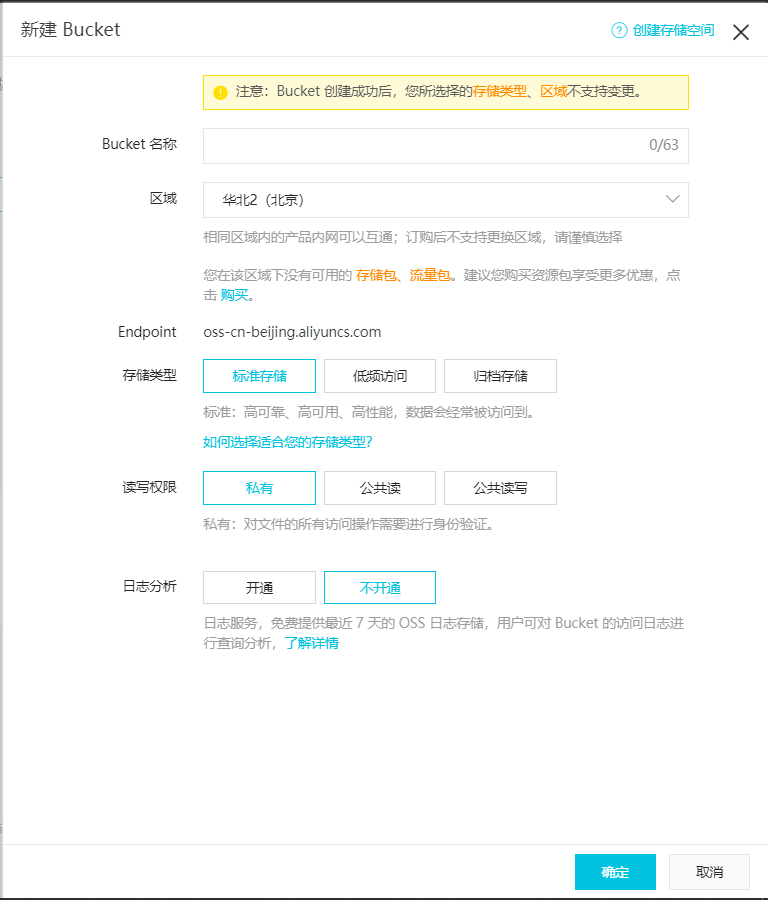 新建 Bucket
? 创建存储空间
注意：Bucket 创建成功后，您所选择的存储类型、区域不支持变更。
Bucket 名称
0/63
区域
华北2（北京）
相同区域内的产品内网可以互通；订购后不支持更换区域，请谨慎选择
您在该区域下没有可用的 存储包、流量包。建议您购买资源包享受更多优惠，点
击 购买。
Endpoint
oss-cn-beijing.aliyuncs.com
存储类型
标准存储
低频访问
归档存储
标准：高可靠、高可用、高性能，数据会经常被访问到。
如何选择适合您的存储类型?
读写权限
私有
公共读
公共读写
私有：对文件的所有访问操作需要进行身份验证。
日志分析
开通
不开通
日志服务，免费提供最近 7 天的 OSS 日志存储，用户可对 Bucket 的访问日志进
行查询分析，了解详情
确定
取消